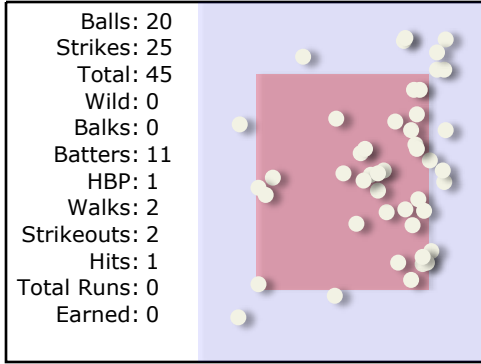 Balls: 20
Strikes: 25
Total: 45
Wild: 0
Balks: 0
Batters: 11
HBP: 1
Walks: 2
Strikeouts: 2
Hits: 1
Total Runs: 0
Earned: 0